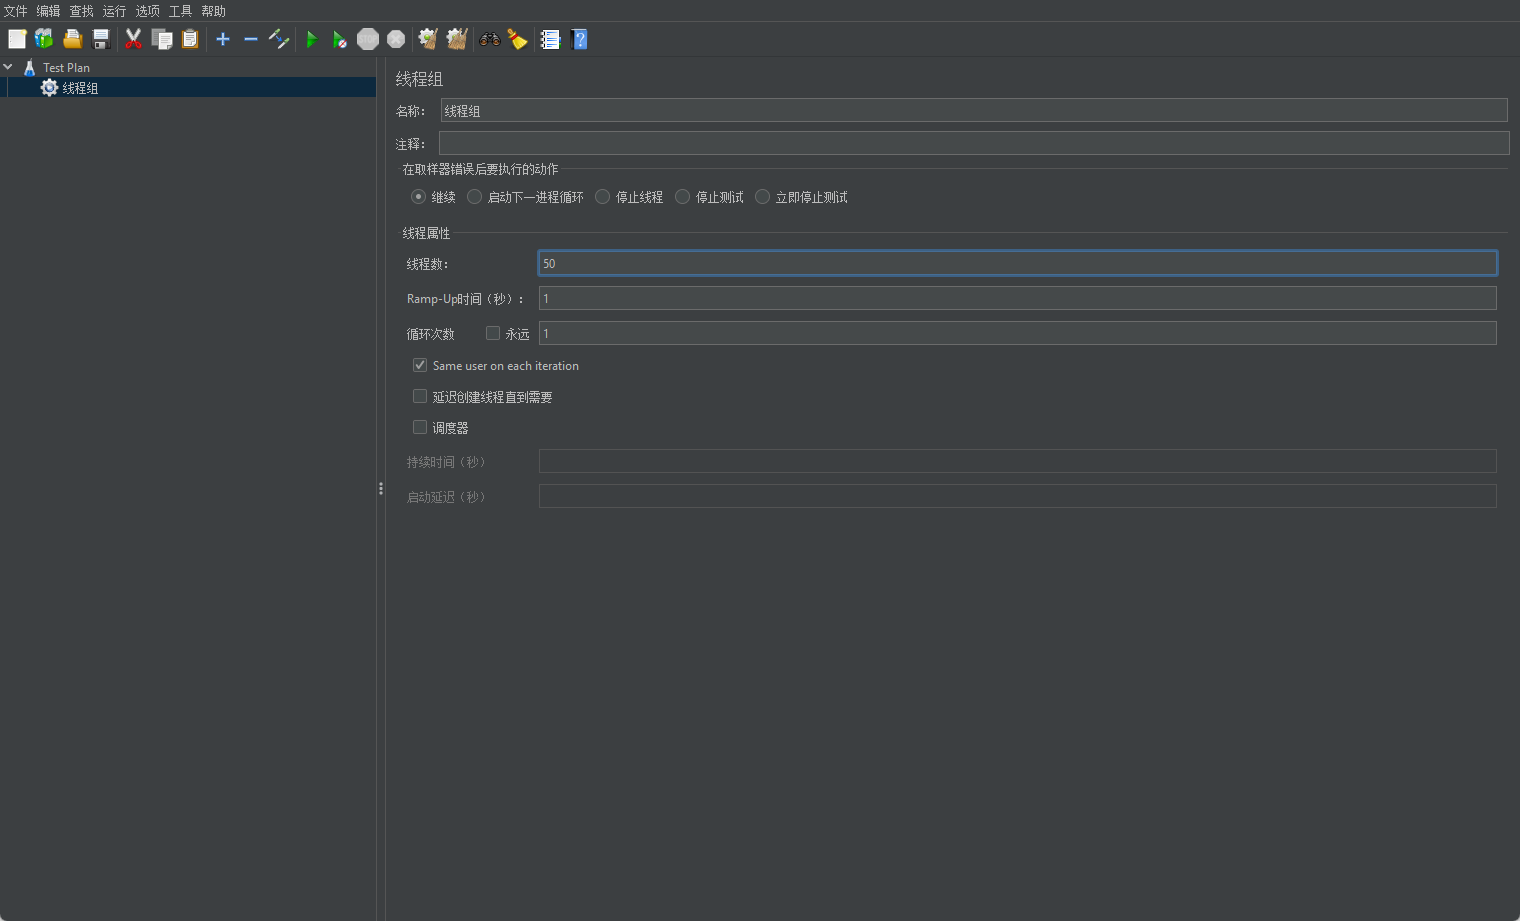 文件 编辑 查找 运行 选项 工具 帮助
STOP
?
Test Plan
线程组
线程组
名称： 线程组
注释：
在取样器错误后要执行的动作
继续 启动下一进程循环 停止线程 停止测试 立即停止测试
线程属性
线程数： 50
Ramp-Up时间（秒）： 1
循环次数 永远 1
Same user on each iteration
延迟创建线程直到需要
调度器
持续时间（秒）
启动延迟（秒）